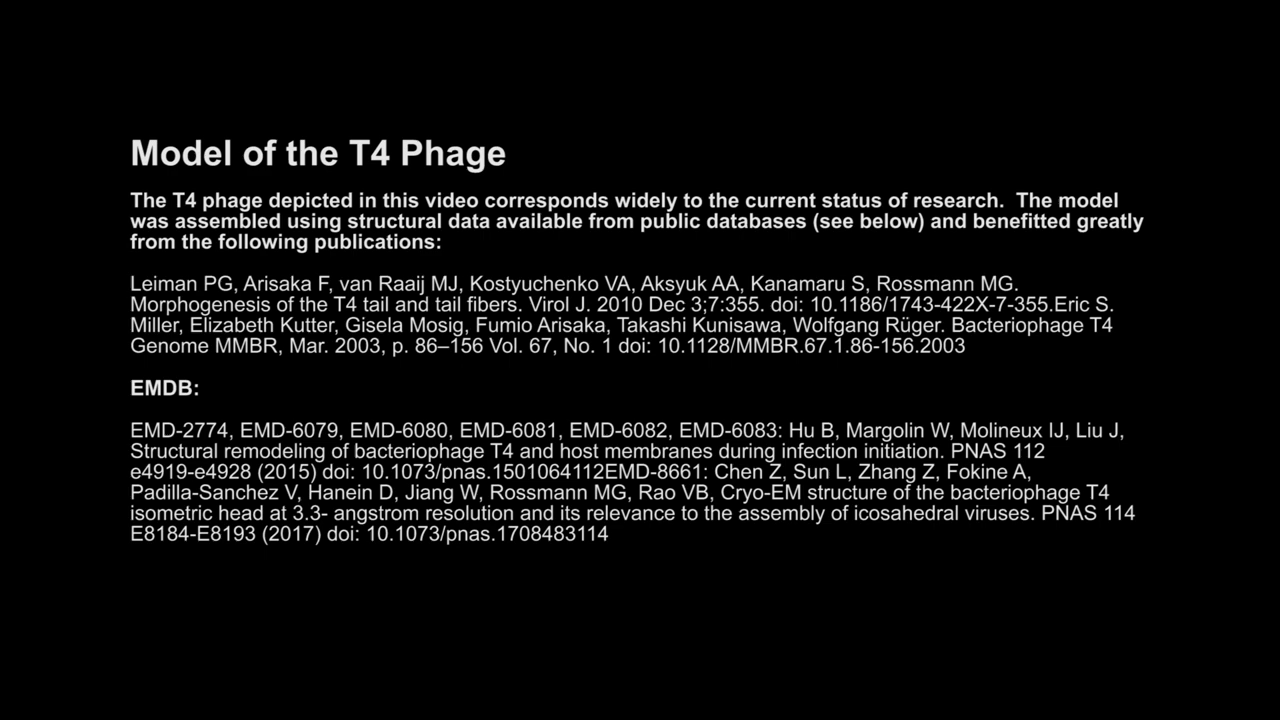 Model of the T4 Phage
The T4 phage depicted in this video corresponds widely to the current status of research.  The model
was assembled using structural data available from public databases (see below) and benefitted greatly
from the following publications:
Leiman PG, Arisaka F, van Raaij MJ, Kostyuchenko VA, Aksyuk AA, Kanamaru S, Rossmann MG.
Morphogenesis of the T4 tail and tail fibers. Virol J. 2010 Dec 3;7:355. doi: 10.1186/1743-422X-7-355.Eric S.
Miller, Elizabeth Kutter, Gisela Mosig, Fumio Arisaka, Takashi Kunisawa, Wolfgang Rüger. Bacteriophage T4
Genome MMBR, Mar. 2003, p. 86–156 Vol. 67, No. 1 doi: 10.1128/MMBR.67.1.86-156.2003
EMDB:
EMD-2774, EMD-6079, EMD-6080, EMD-6081, EMD-6082, EMD-6083: Hu B, Margolin W, Molineux IJ, Liu J,
Structural remodeling of bacteriophage T4 and host membranes during infection initiation. PNAS 112
e4919-e4928 (2015) doi: 10.1073/pnas.1501064112EMD-8661: Chen Z, Sun L, Zhang Z, Fokine A,
Padilla-Sanchez V, Hanein D, Jiang W, Rossmann MG, Rao VB, Cryo-EM structure of the bacteriophage T4
isometric head at 3.3- angstrom resolution and its relevance to the assembly of icosahedral viruses. PNAS 114
E8184-E8193 (2017) doi: 10.1073/pnas.1708483114